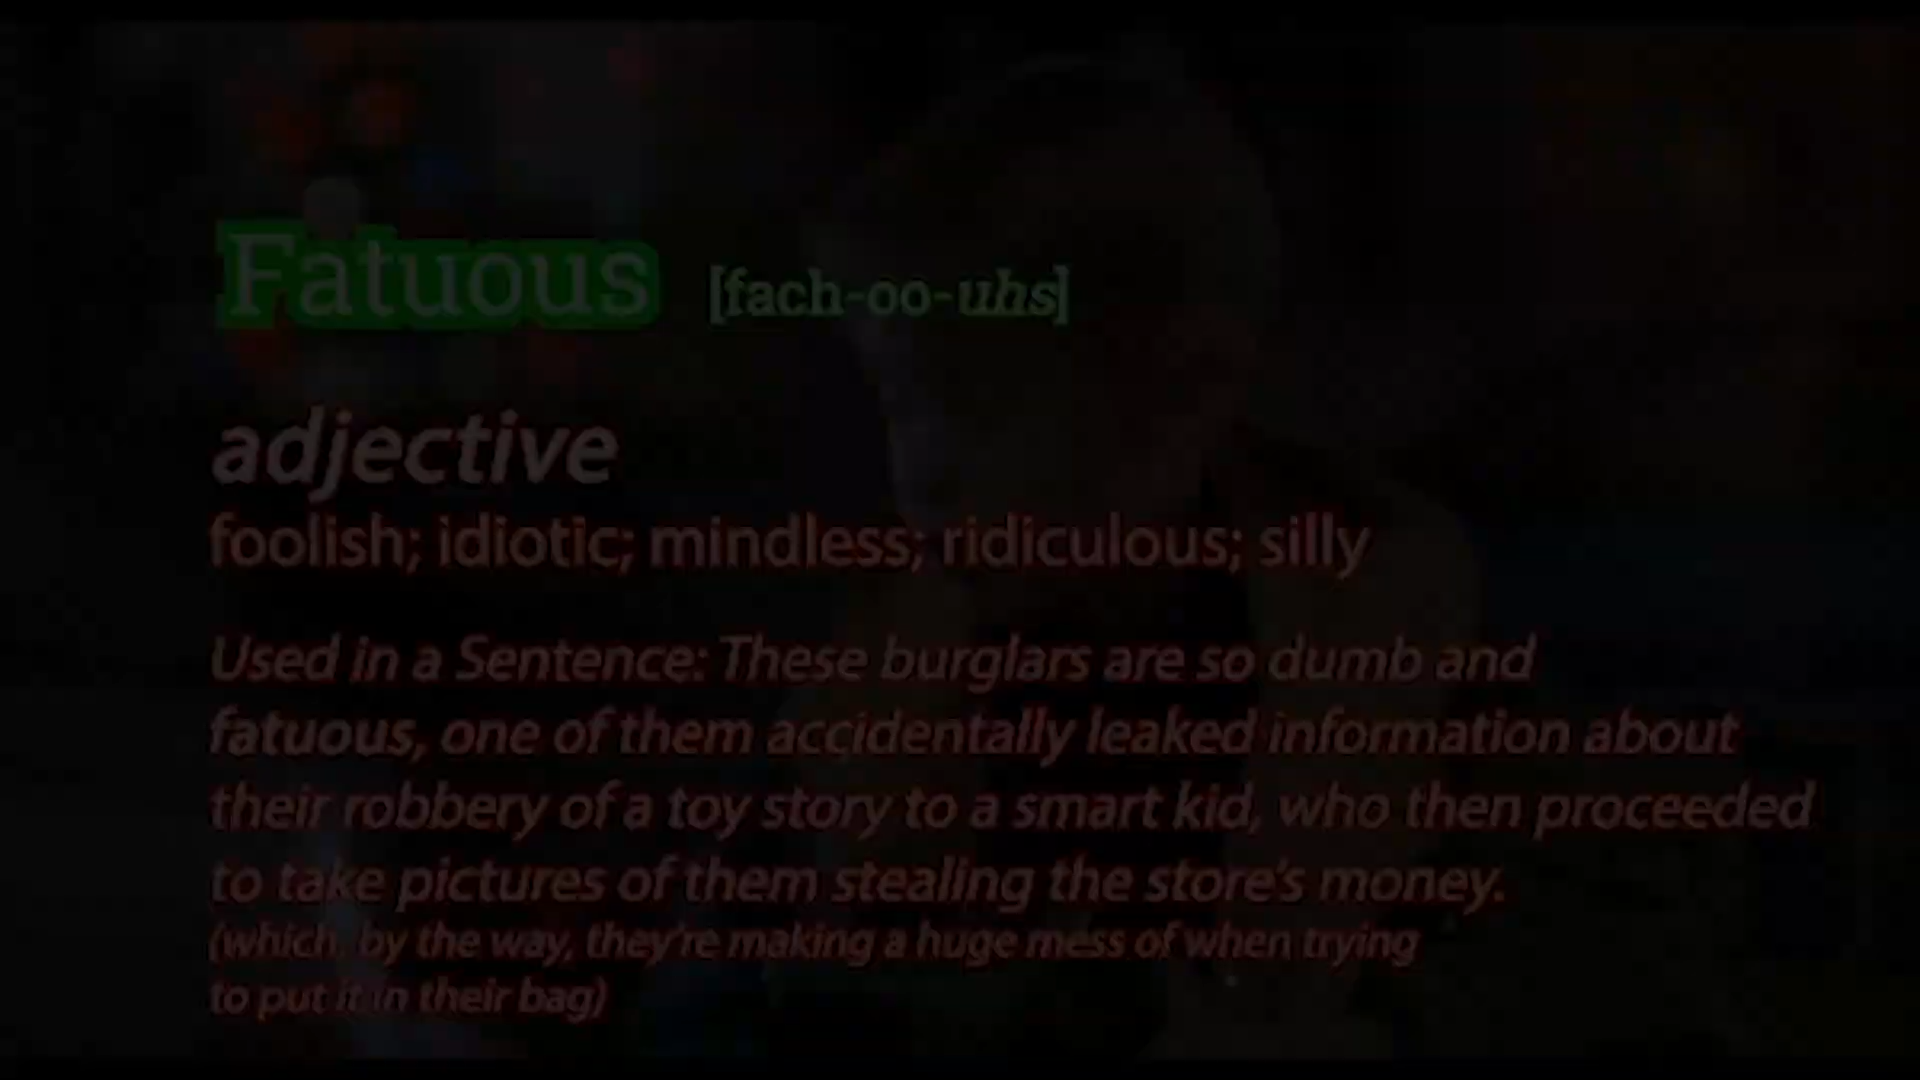 Fatuous [fach-oo-uhs]
adjective
foolish; idiotic; mindless; ridiculous; silly
Used in a Sentence: These burglars are so dumb and
fatuous, one of them accidentally leaked information about
their robbery of a toy story to a smart kid, who then proceeded
to take pictures of them stealing the store's money.
(which, by the way, they're making a huge mess of when trying
to put it in their bag)